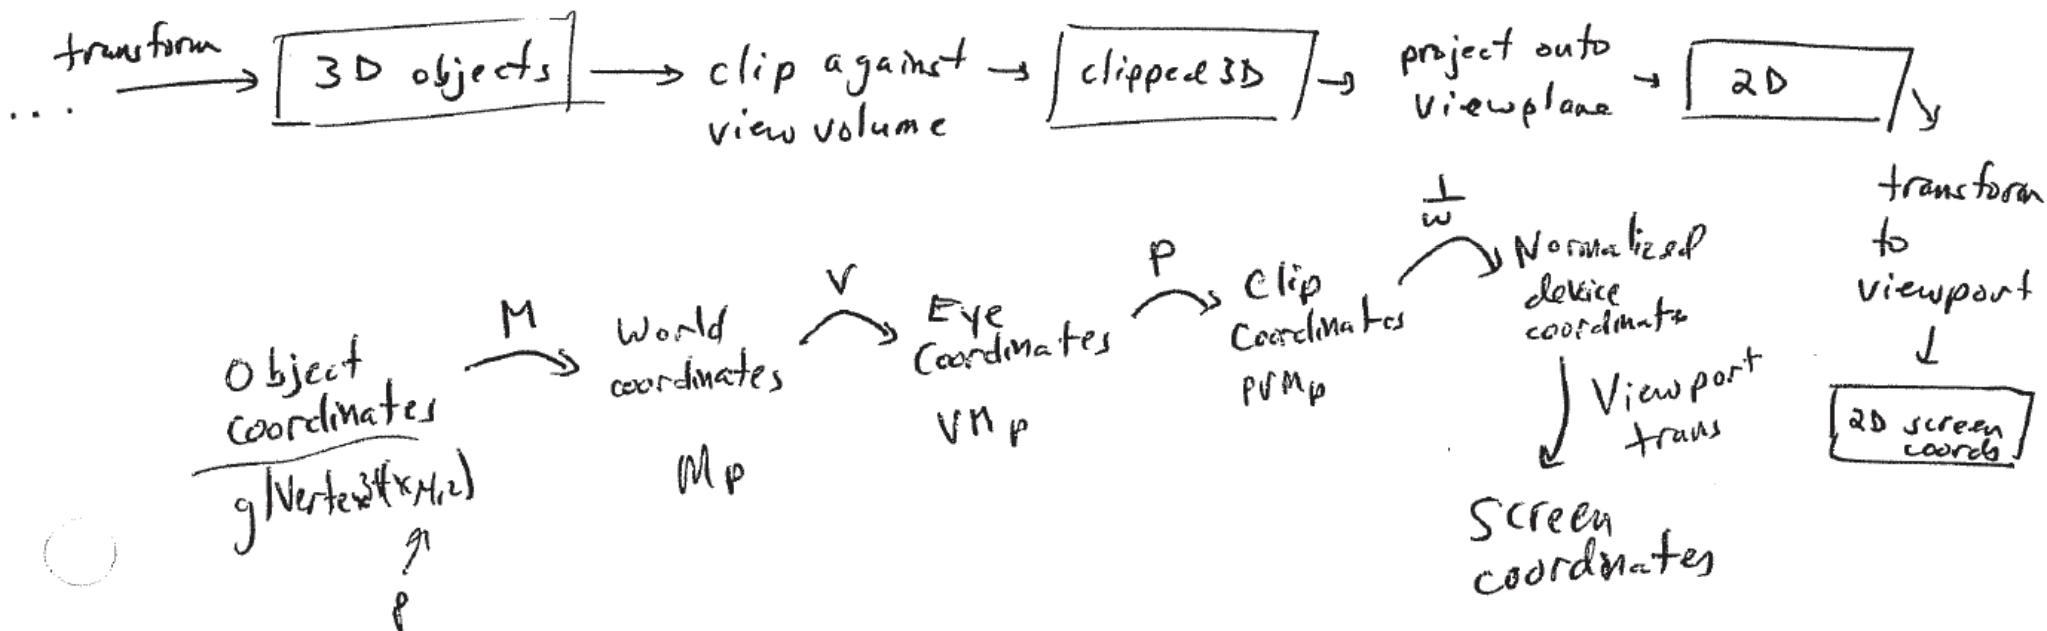 transform
...
3D objects
clip against
view volume
clipped 3D
project onto
viewplane
2D
transform
to
viewport
2D screen
coords
Object
coordinates
glVertex3f(x,y,z)
p
M
World
coordinates
Mp
V
Eye
Coordinates
VMp
P
Clip
Coordinates
PVMp
1
w
Normalized
device
coordinates
Viewport
trans
Screen
coordinates